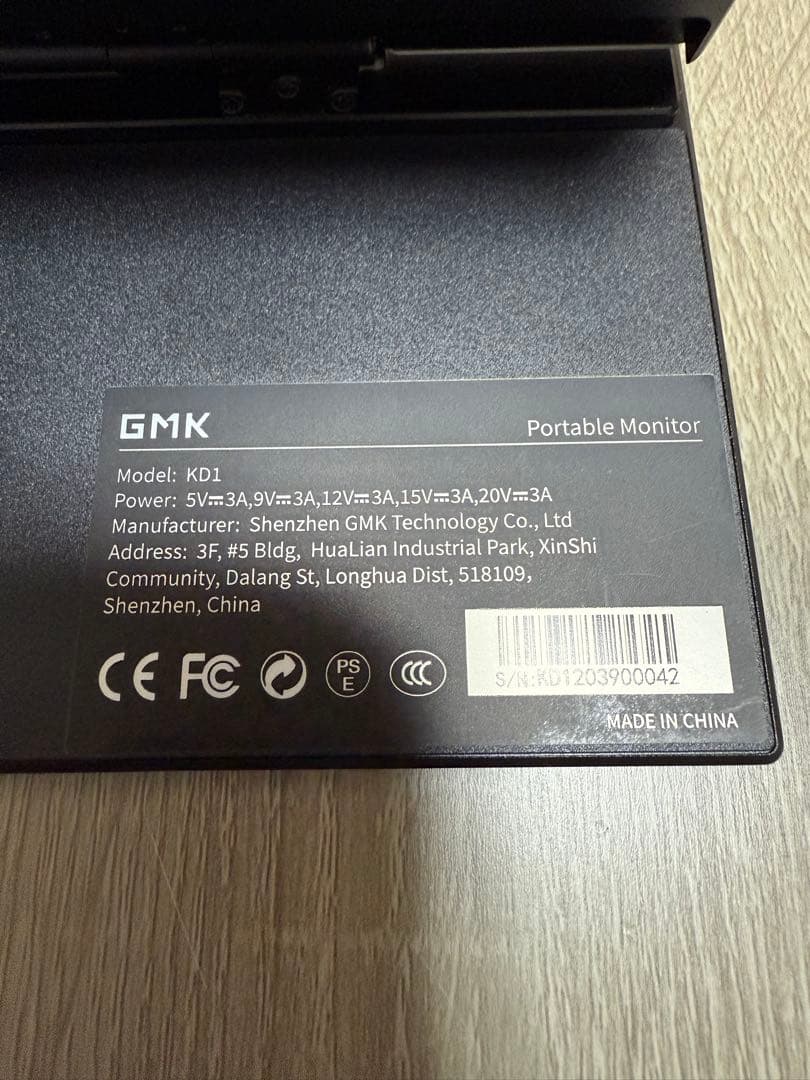 GMK
Portable Monitor
Model: KD1
Power: 5V⎓3A,9V⎓3A,12V⎓3A,15V⎓3A,20V⎓3A
Manufacturer: Shenzhen GMK Technology Co., Ltd
Address: 3F, #5 Bldg, HuaLian Industrial Park, XinShi
Community, Dalang St, Longhua Dist, 518109,
Shenzhen, China
CE FC PS E CCC
S/N:KD1203900042
MADE IN CHINA